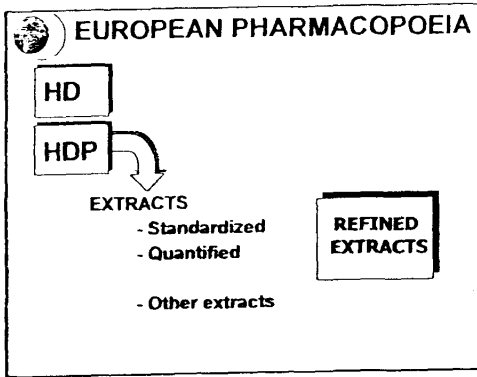 EUROPEAN PHARMACOPOEIA
HD
HDP
EXTRACTS
- Standardized
- Quantified
- Other extracts
REFINED
EXTRACTS